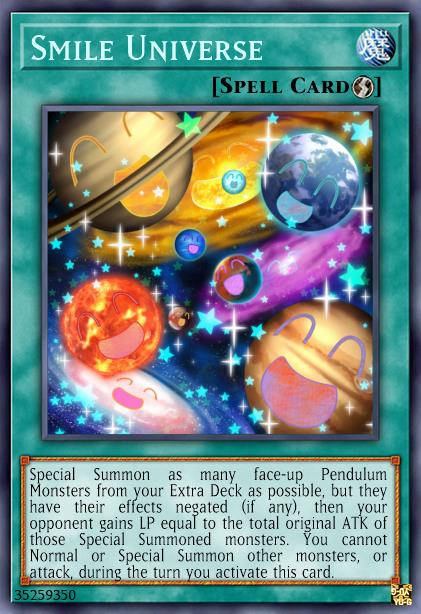 Smile Universe
魔
[Spell Card]
Special Summon as many face-up Pendulum
Monsters from your Extra Deck as possible, but they
have their effects negated (if any), then your
opponent gains LP equal to the total original ATK of
those Special Summoned monsters. You cannot
Normal or Special Summon other monsters, or
attack, during the turn you activate this card.
35259350